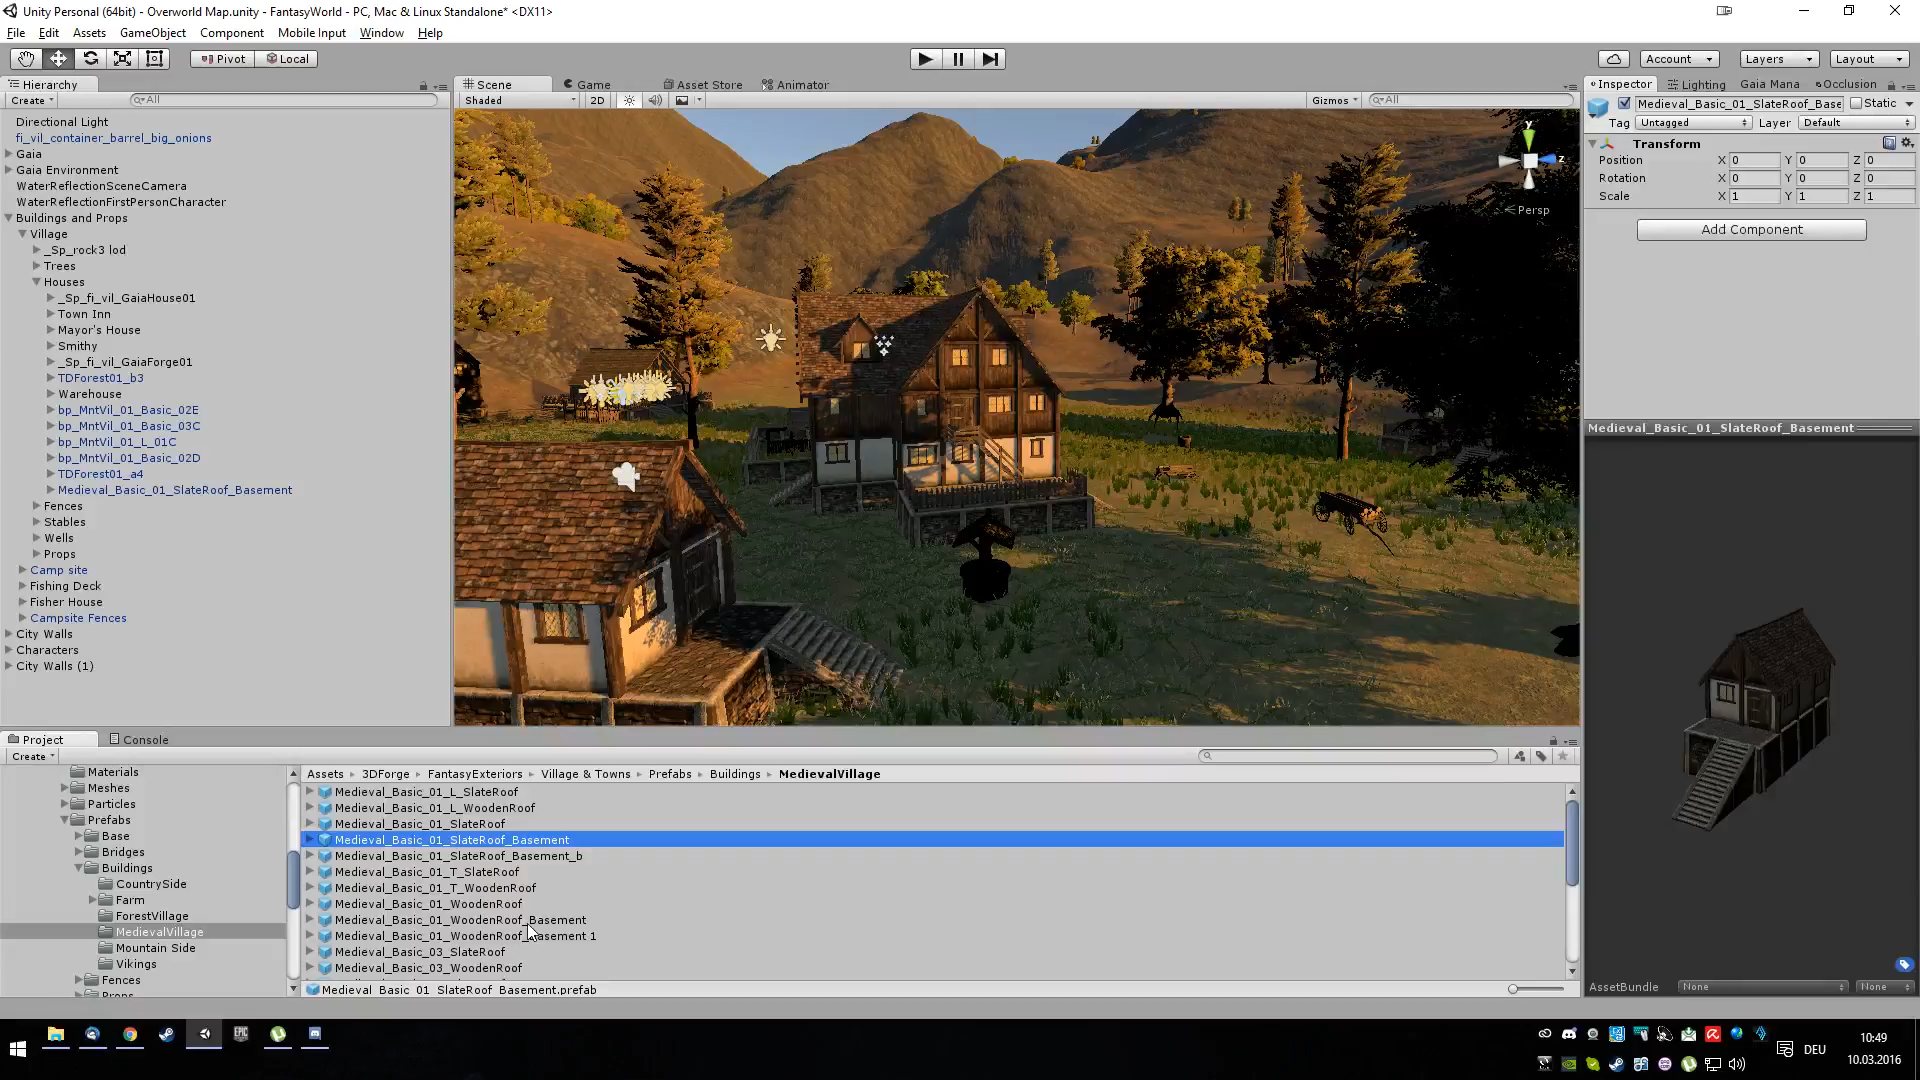 Unity Personal (64bit) - Overworld Map.unity - FantasyWorld - PC, Mac & Linux Standalone* <DX11>
File Edit Assets GameObject Component Mobile Input Window Help
Pivot Local Account Layers Layout
Hierarchy
Create All
Directional Light
fi_vil_container_barrel_big_onions
Gaia
Gaia Environment
WaterReflectionSceneCamera
WaterReflectionFirstPersonCharacter
Buildings and Props
Village
_Sp_rock3 lod
Trees
Houses
_Sp_fi_vil_GaiaHouse01
Town Inn
Mayor's House
Smithy
_Sp_fi_vil_GaiaForge01
TDForest01_b3
Warehouse
bp_MntVil_01_Basic_02E
bp_MntVil_01_Basic_03C
bp_MntVil_01_L_01C
bp_MntVil_01_Basic_02D
TDForest01_a4
Medieval_Basic_01_SlateRoof_Basement
Fences
Stables
Wells
Props
Camp site
Fishing Deck
Fisher House
Campsite Fences
City Walls
Characters
City Walls (1)
Scene Game Asset Store Animator
Shaded 2D Gizmos All
y
z
Persp
Inspector Lighting Gaia Mana Occlusion
Medieval_Basic_01_SlateRoof_Base Static
Tag Untagged Layer Default
Transform
Position X 0 Y 0 Z 0
Rotation X 0 Y 0 Z 0
Scale X 1 Y 1 Z 1
Add Component
Medieval_Basic_01_SlateRoof_Basement
AssetBundle None None
Project Console
Create
Materials
Meshes
Particles
Prefabs
Base
Bridges
Buildings
CountrySide
Farm
ForestVillage
MedievalVillage
Mountain Side
Vikings
Fences
Props
Assets 3DForge FantasyExteriors Village & Towns Prefabs Buildings MedievalVillage
Medieval_Basic_01_L_SlateRoof
Medieval_Basic_01_L_WoodenRoof
Medieval_Basic_01_SlateRoof
Medieval_Basic_01_SlateRoof_Basement
Medieval_Basic_01_SlateRoof_Basement_b
Medieval_Basic_01_T_SlateRoof
Medieval_Basic_01_T_WoodenRoof
Medieval_Basic_01_WoodenRoof
Medieval_Basic_01_WoodenRoof_Basement
Medieval_Basic_01_WoodenRoof_Basement 1
Medieval_Basic_03_SlateRoof
Medieval_Basic_03_WoodenRoof
Medieval_Basic_01_SlateRoof_Basement.prefab
EPIC
DEU
10:49
10.03.2016